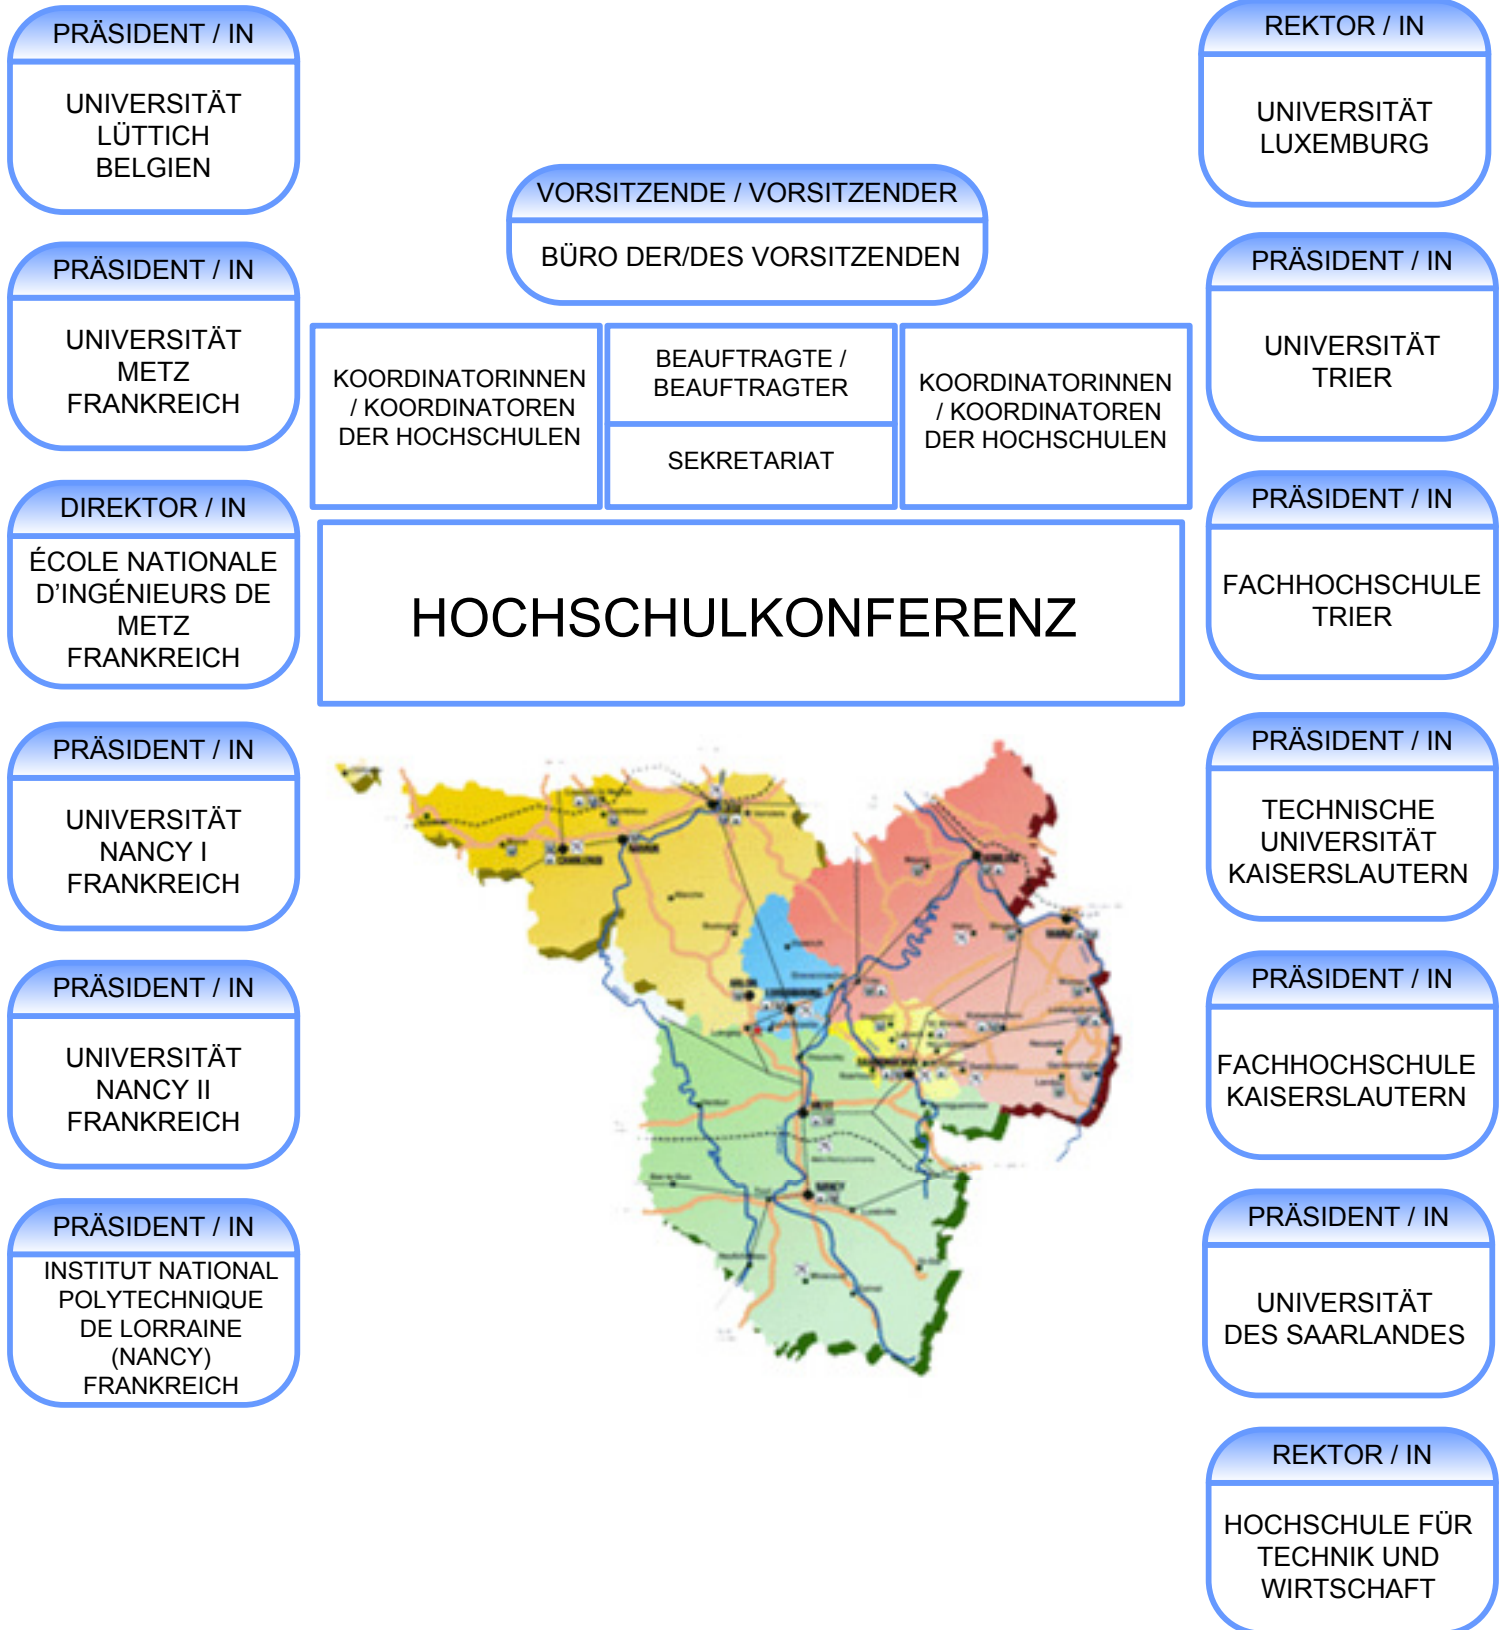 PRÄSIDENT / IN
UNIVERSITÄT
LÜTTICH
BELGIEN
PRÄSIDENT / IN
UNIVERSITÄT
METZ
FRANKREICH
DIREKTOR / IN
ÉCOLE NATIONALE
D’INGÉNIEURS DE
METZ
FRANKREICH
PRÄSIDENT / IN
UNIVERSITÄT
NANCY I
FRANKREICH
PRÄSIDENT / IN
UNIVERSITÄT
NANCY II
FRANKREICH
PRÄSIDENT / IN
INSTITUT NATIONAL
POLYTECHNIQUE
DE LORRAINE
(NANCY)
FRANKREICH
VORSITZENDE / VORSITZENDER
BÜRO DER/DES VORSITZENDEN
KOORDINATORINNEN
/ KOORDINATOREN
DER HOCHSCHULEN
BEAUFTRAGTE /
BEAUFTRAGTER
SEKRETARIAT
KOORDINATORINNEN
/ KOORDINATOREN
DER HOCHSCHULEN
HOCHSCHULKONFERENZ
NAMUR
METZ
NANCY
REKTOR / IN
UNIVERSITÄT
LUXEMBURG
PRÄSIDENT / IN
UNIVERSITÄT
TRIER
PRÄSIDENT / IN
FACHHOCHSCHULE
TRIER
PRÄSIDENT / IN
TECHNISCHE
UNIVERSITÄT
KAISERSLAUTERN
PRÄSIDENT / IN
FACHHOCHSCHULE
KAISERSLAUTERN
PRÄSIDENT / IN
UNIVERSITÄT
DES SAARLANDES
REKTOR / IN
HOCHSCHULE FÜR
TECHNIK UND
WIRTSCHAFT